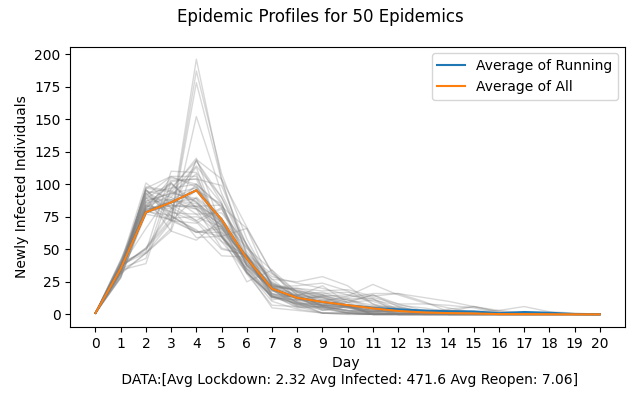 Epidemic Profiles for 50 Epidemics
Newly Infected Individuals
200
175
150
125
100
75
50
25
0
Average of Running
Average of All
0 1 2 3 4 5 6 7 8 9 10 11 12 13 14 15 16 17 18 19 20
Day
DATA:[Avg Lockdown: 2.32 Avg Infected: 471.6 Avg Reopen: 7.06]